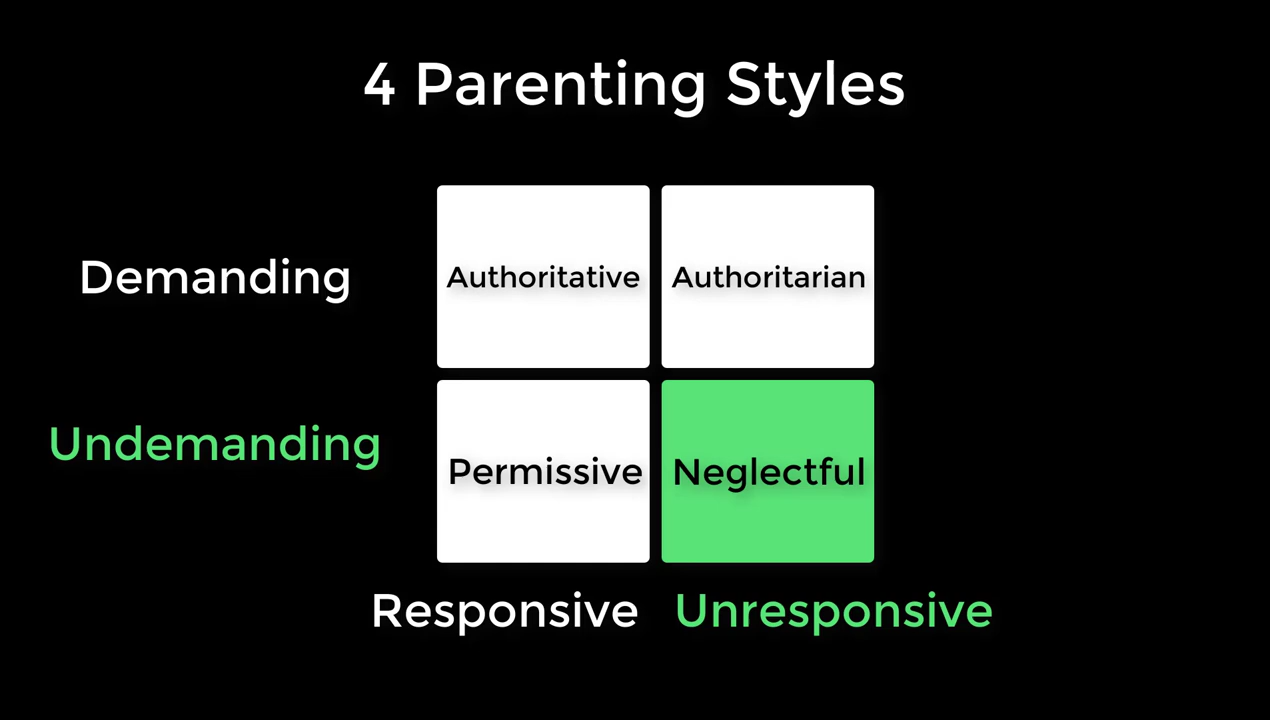 4 Parenting Styles
Demanding
Authoritative
Authoritarian
Undemanding
Permissive
Neglectful
Responsive
Unresponsive